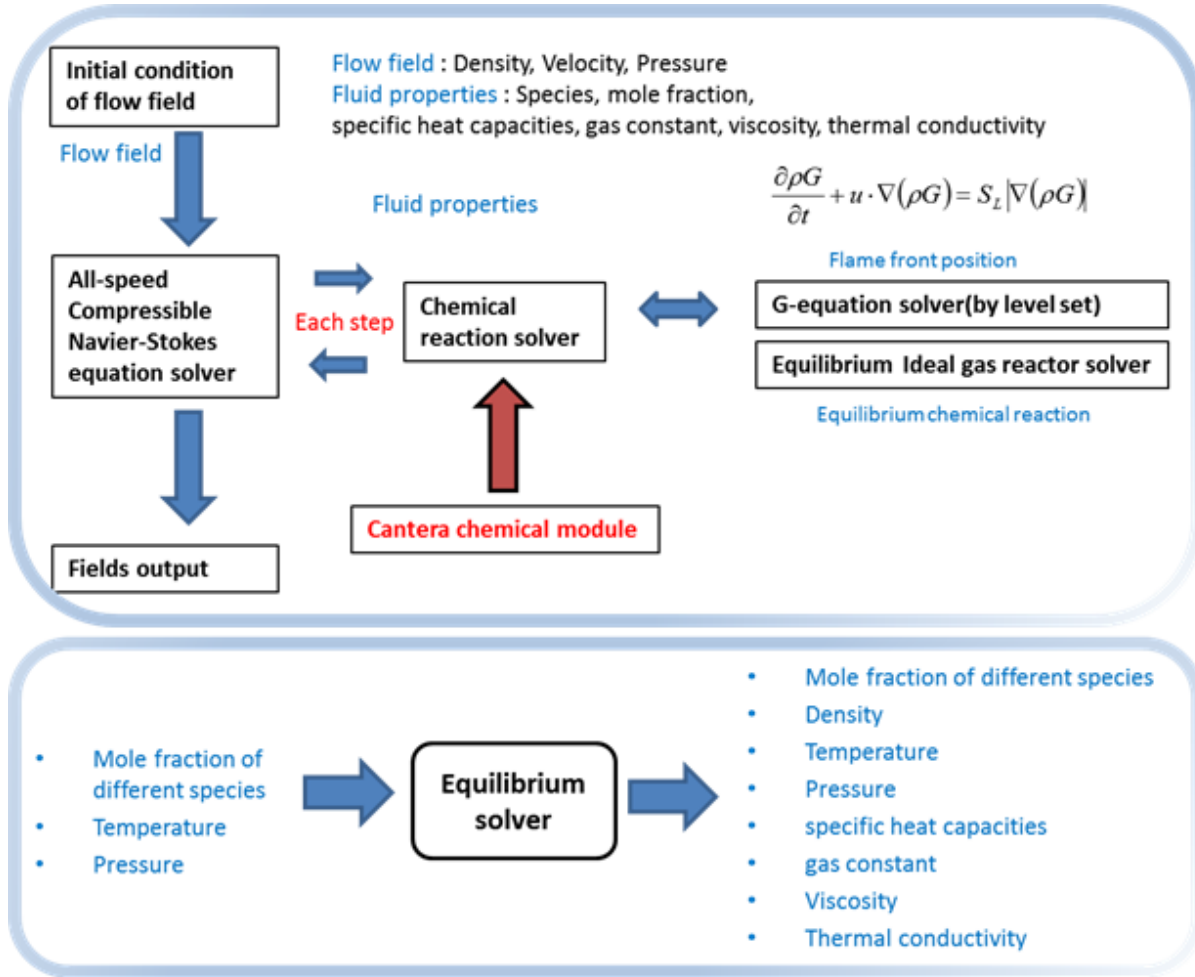 Initial condition
of flow field
Flow field : Density, Velocity, Pressure
Fluid properties : Species, mole fraction,
specific heat capacities, gas constant, viscosity, thermal conductivity
Flow field
Fluid properties
∂ρG/∂t + u · ∇(ρG) = S_L |∇(ρG)|
All-speed
Compressible
Navier-Stokes
equation solver
Each step
Chemical
reaction solver
Flame front position
G-equation solver(by level set)
Equilibrium Ideal gas reactor solver
Equilibrium chemical reaction
Cantera chemical module
Fields output
• Mole fraction of
different species
• Temperature
• Pressure
Equilibrium
solver
• Mole fraction of different species
• Density
• Temperature
• Pressure
• specific heat capacities
• gas constant
• Viscosity
• Thermal conductivity